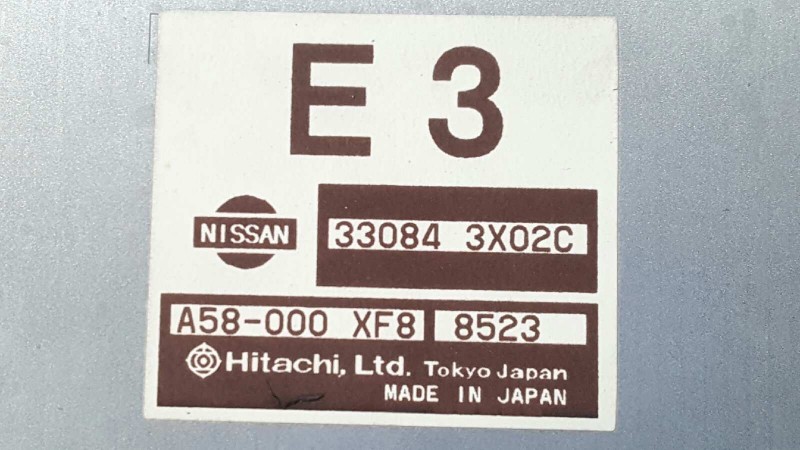 E 3
NISSAN
33084 3X02C
A58-000 XF8 8523
Hitachi, Ltd. Tokyo Japan
MADE IN JAPAN